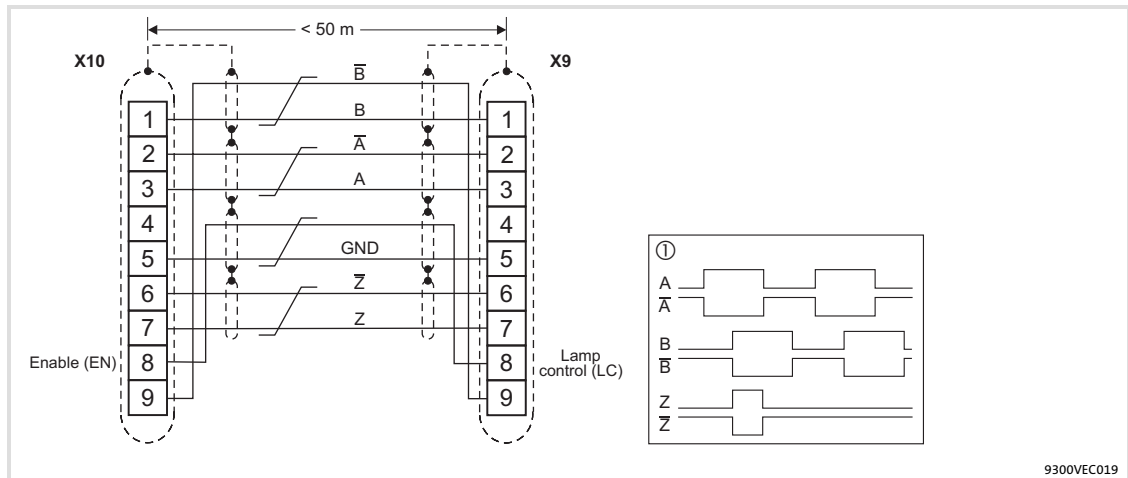 < 50 m
X10
X9
B̅
B
A̅
A
GND
Z̅
Z
1
2
3
4
5
6
7
8
9
1
2
3
4
5
6
7
8
9
Enable (EN)
Lamp
control (LC)
①
A
A̅
B
B̅
Z
Z̅
9300VEC019